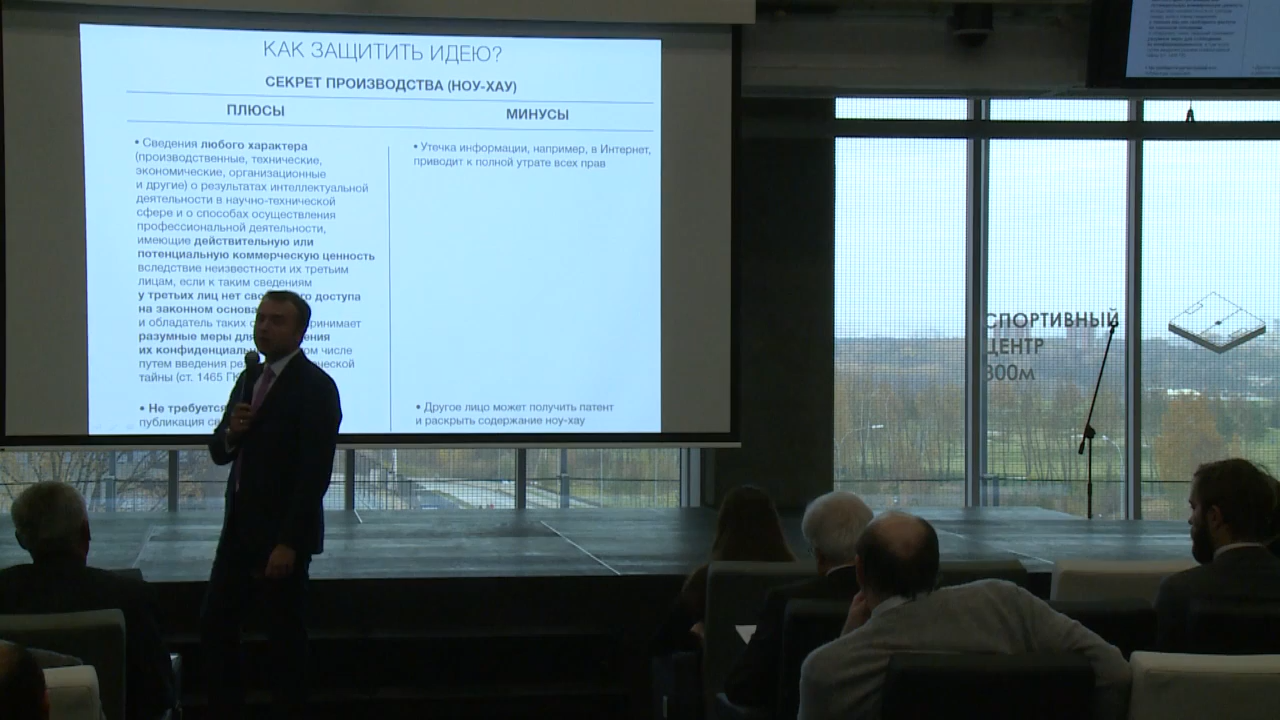 КАК ЗАЩИТИТЬ ИДЕЮ?
СЕКРЕТ ПРОИЗВОДСТВА (НОУ-ХАУ)
ПЛЮСЫ
МИНУСЫ
• Сведения любого характера
(производственные, технические,
экономические, организационные
и другие) о результатах интеллектуальной
деятельности в научно-технической
сфере и о способах осуществления
профессиональной деятельности,
имеющие действительную или
потенциальную коммерческую ценность
вследствие неизвестности их третьим
лицам, если к таким сведениям
у третьих лиц нет доступа
на законном
и обладатель таких
разумные меры
их
путем введения
тайны (ст. 1465
• Не требуется
публикация
• Утечка информации, например, в Интернет,
приводит к полной утрате всех прав
• Другое лицо может получить патент
и раскрыть содержание ноу-хау
СПОРТИВНЫЙ
ЦЕНТР
300м